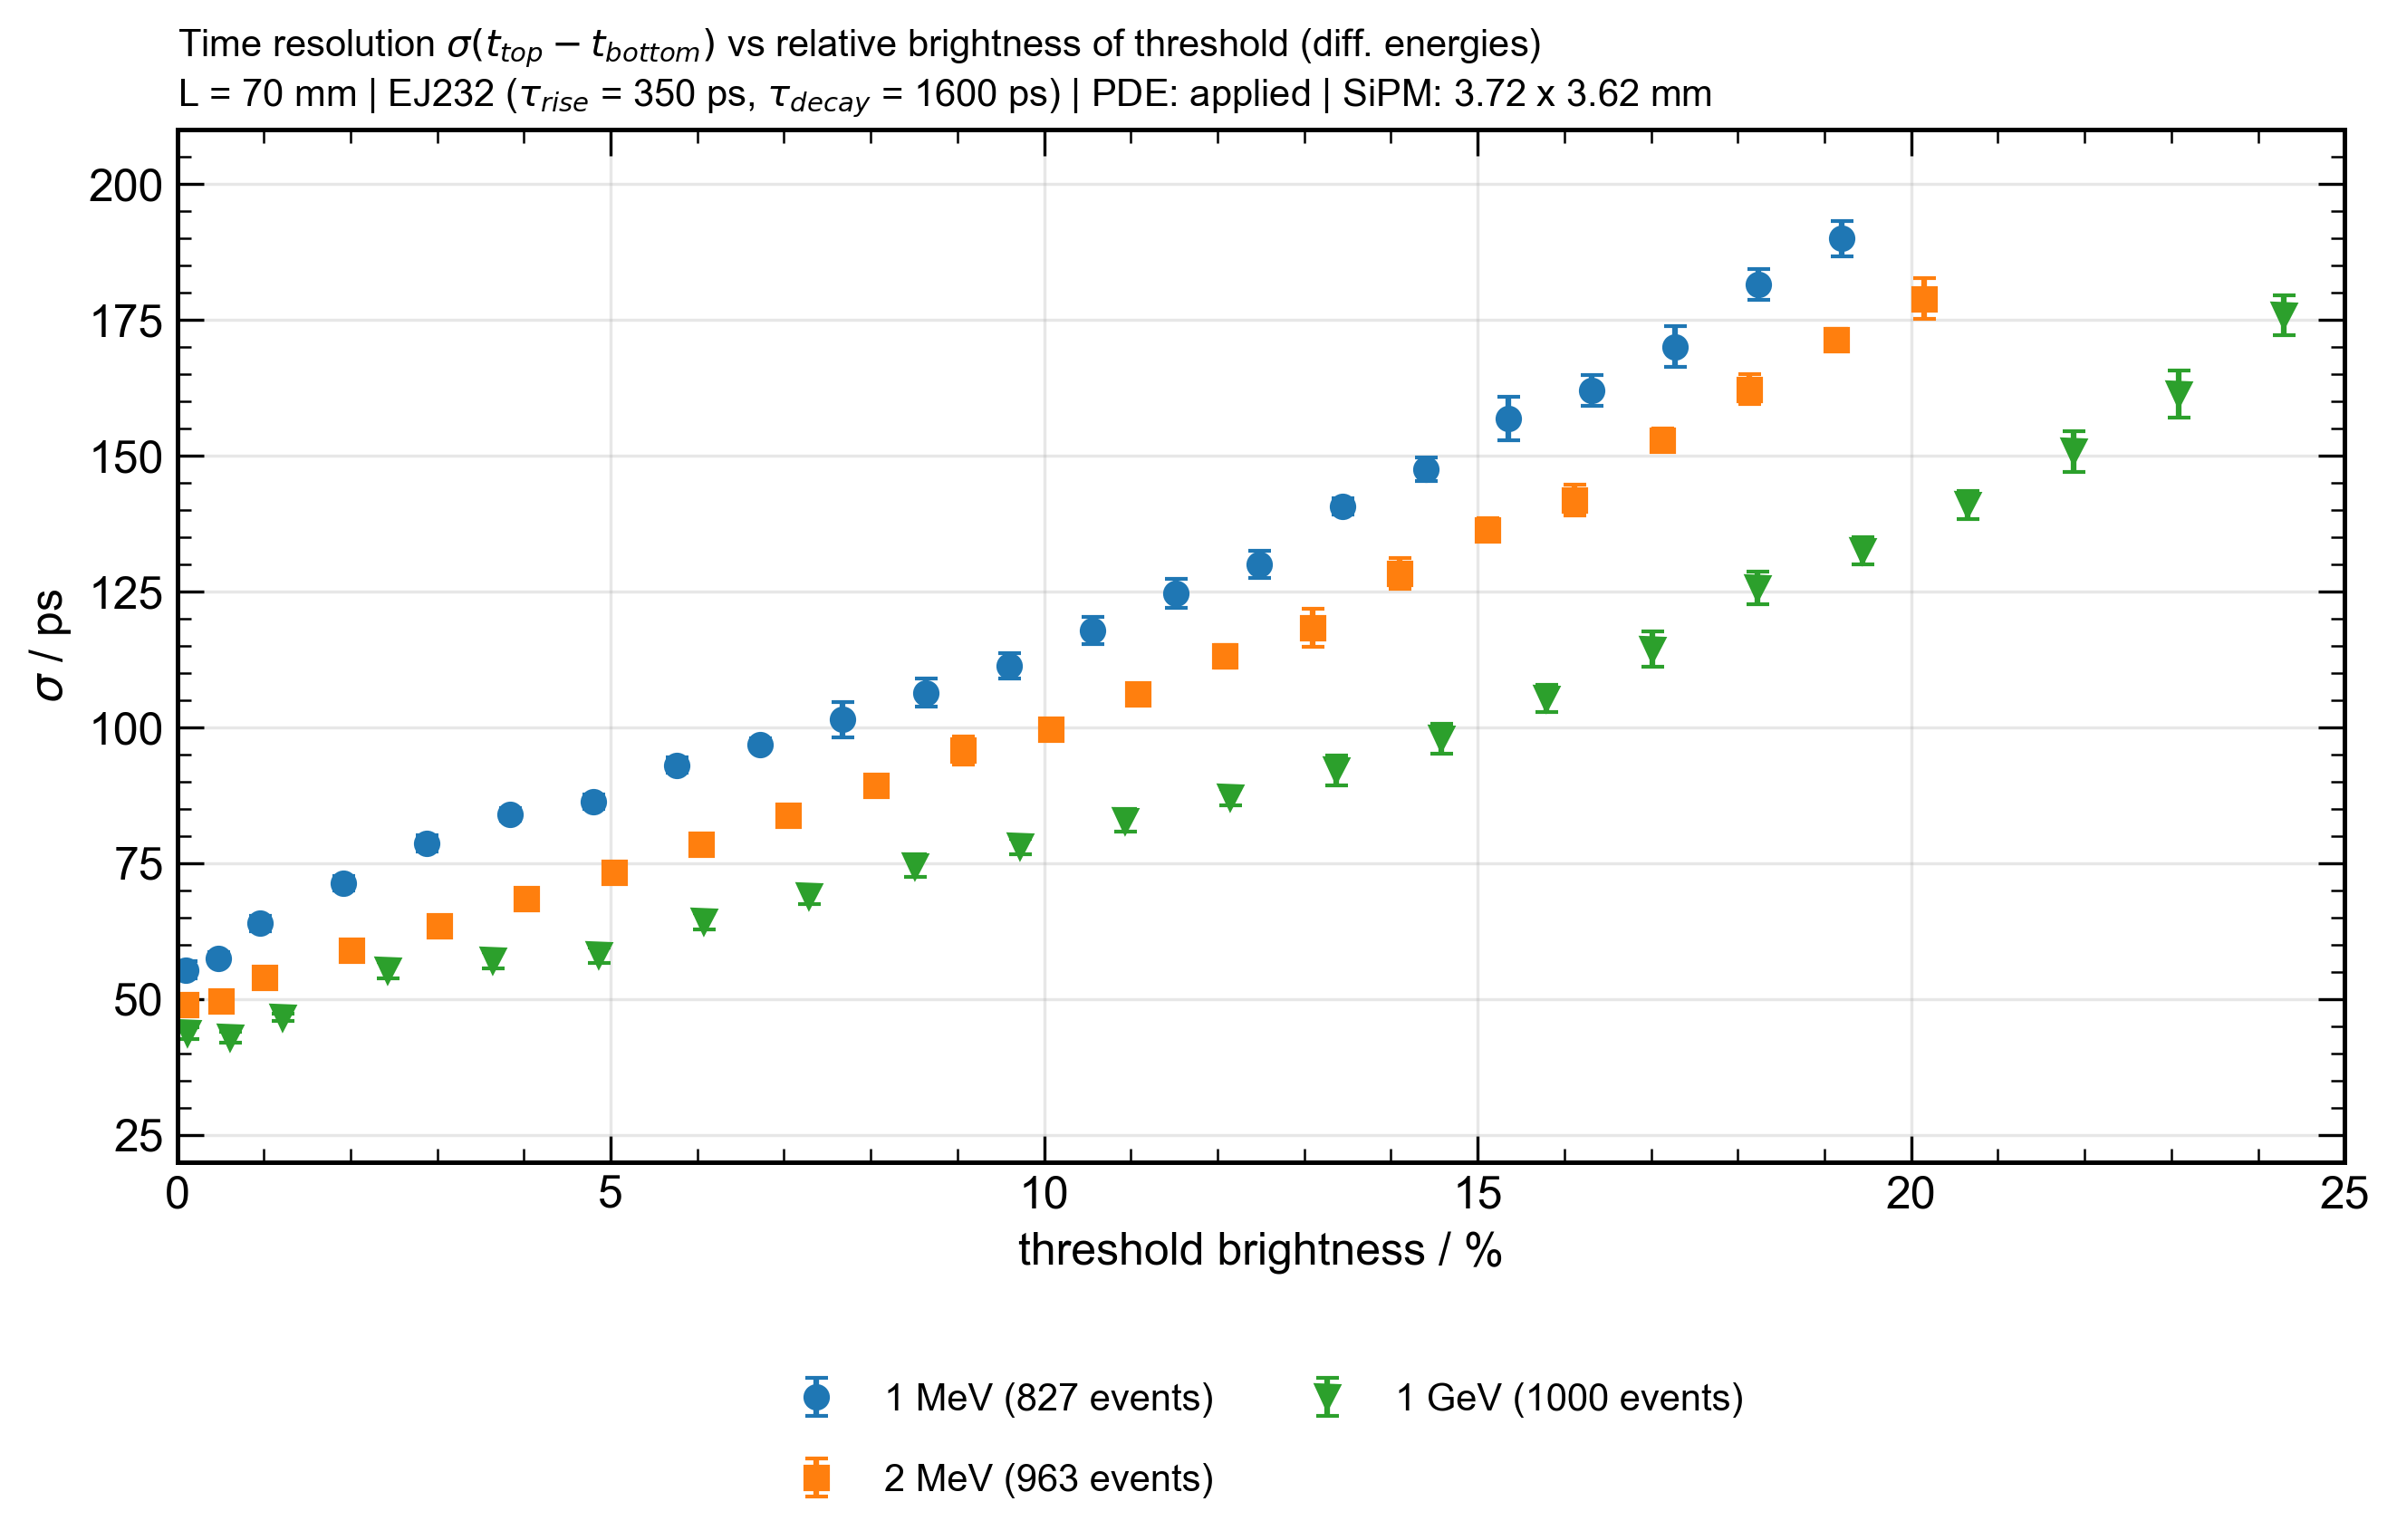 Time resolution σ(t_top − t_bottom) vs relative brightness of threshold (diff. energies)
L = 70 mm | EJ232 (τ_rise = 350 ps, τ_decay = 1600 ps) | PDE: applied | SiPM: 3.72 x 3.62 mm
200
175
150
125
100
75
50
25
σ / ps
0 5 10 15 20 25
threshold brightness / %
1 MeV (827 events)
2 MeV (963 events)
1 GeV (1000 events)